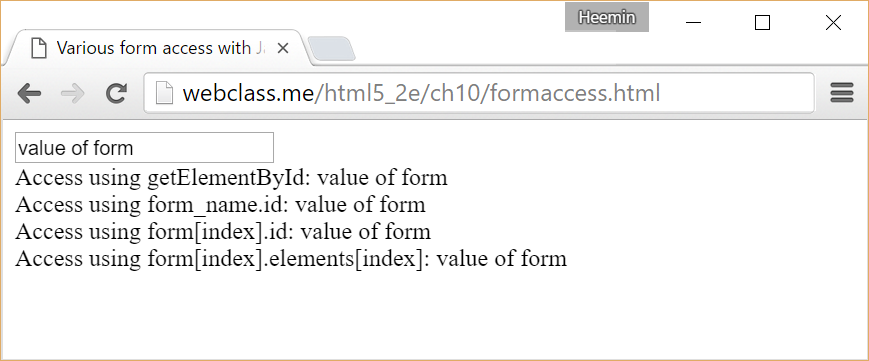 Heemin
Various form access with Ja
webclass.me/html5_2e/ch10/formaccess.html
value of form
Access using getElementById: value of form
Access using form_name.id: value of form
Access using form[index].id: value of form
Access using form[index].elements[index]: value of form